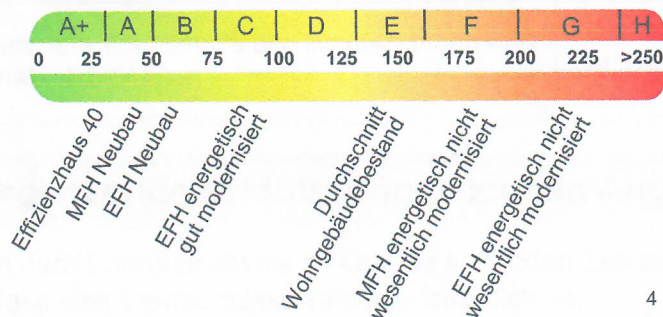 A+ A B C D E F G H
0 25 50 75 100 125 150 175 200 225 >250
Effizienzhaus 40
MFH Neubau
EFH Neubau
EFH energetisch
gut modernisiert
Durchschnitt
Wohngebäudebestand
MFH energetisch nicht
wesentlich modernisiert
EFH energetisch nicht
wesentlich modernisiert
4